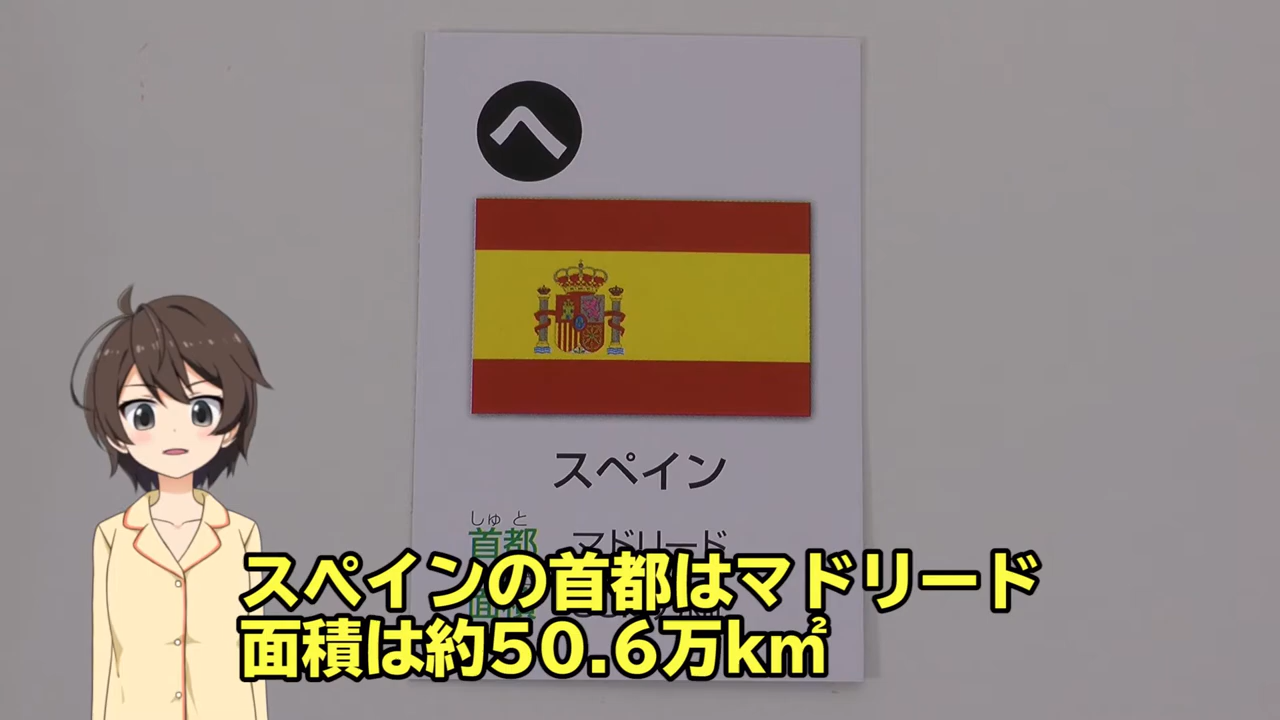 へ
スペイン
しゅ と
首都 マドリード
面積
スペインの首都はマドリード
面積は約50.6万k㎡